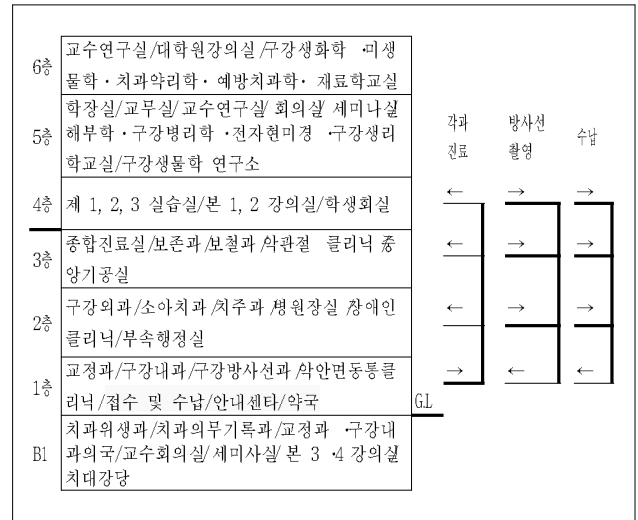 6층
교수연구실/대학원강의실/구강생화학 ·미생
물학·치과약리학· 예방치과학· 재료학교실
5층
학장실/교무실/교수연구실/회의실/세미나실/
해부학·구강병리학·전자현미경 ·구강생리
학교실/구강생물학 연구소
4층
제 1, 2, 3 실습실/본 1, 2 강의실/학생회실
3층
종합진료실/보존과/보철과/악관절 클리닉/중
앙기공실
2층
구강외과/소아치과/치주과/병원장실/장애인
클리닉/부속행정실
1층
교정과/구강내과/구강방사선과/악안면동통클
리닉/접수 및 수납/안내센타/약국
B1
치과위생과/치과의무기록과/교정과 ·구강내
과의국/교수회의실/세미사실/본 3 ·4 강의실/
치대강당
각과
진료
방사선
촬영
수납
← → →
← → →
← → →
→ ← ←
G.L